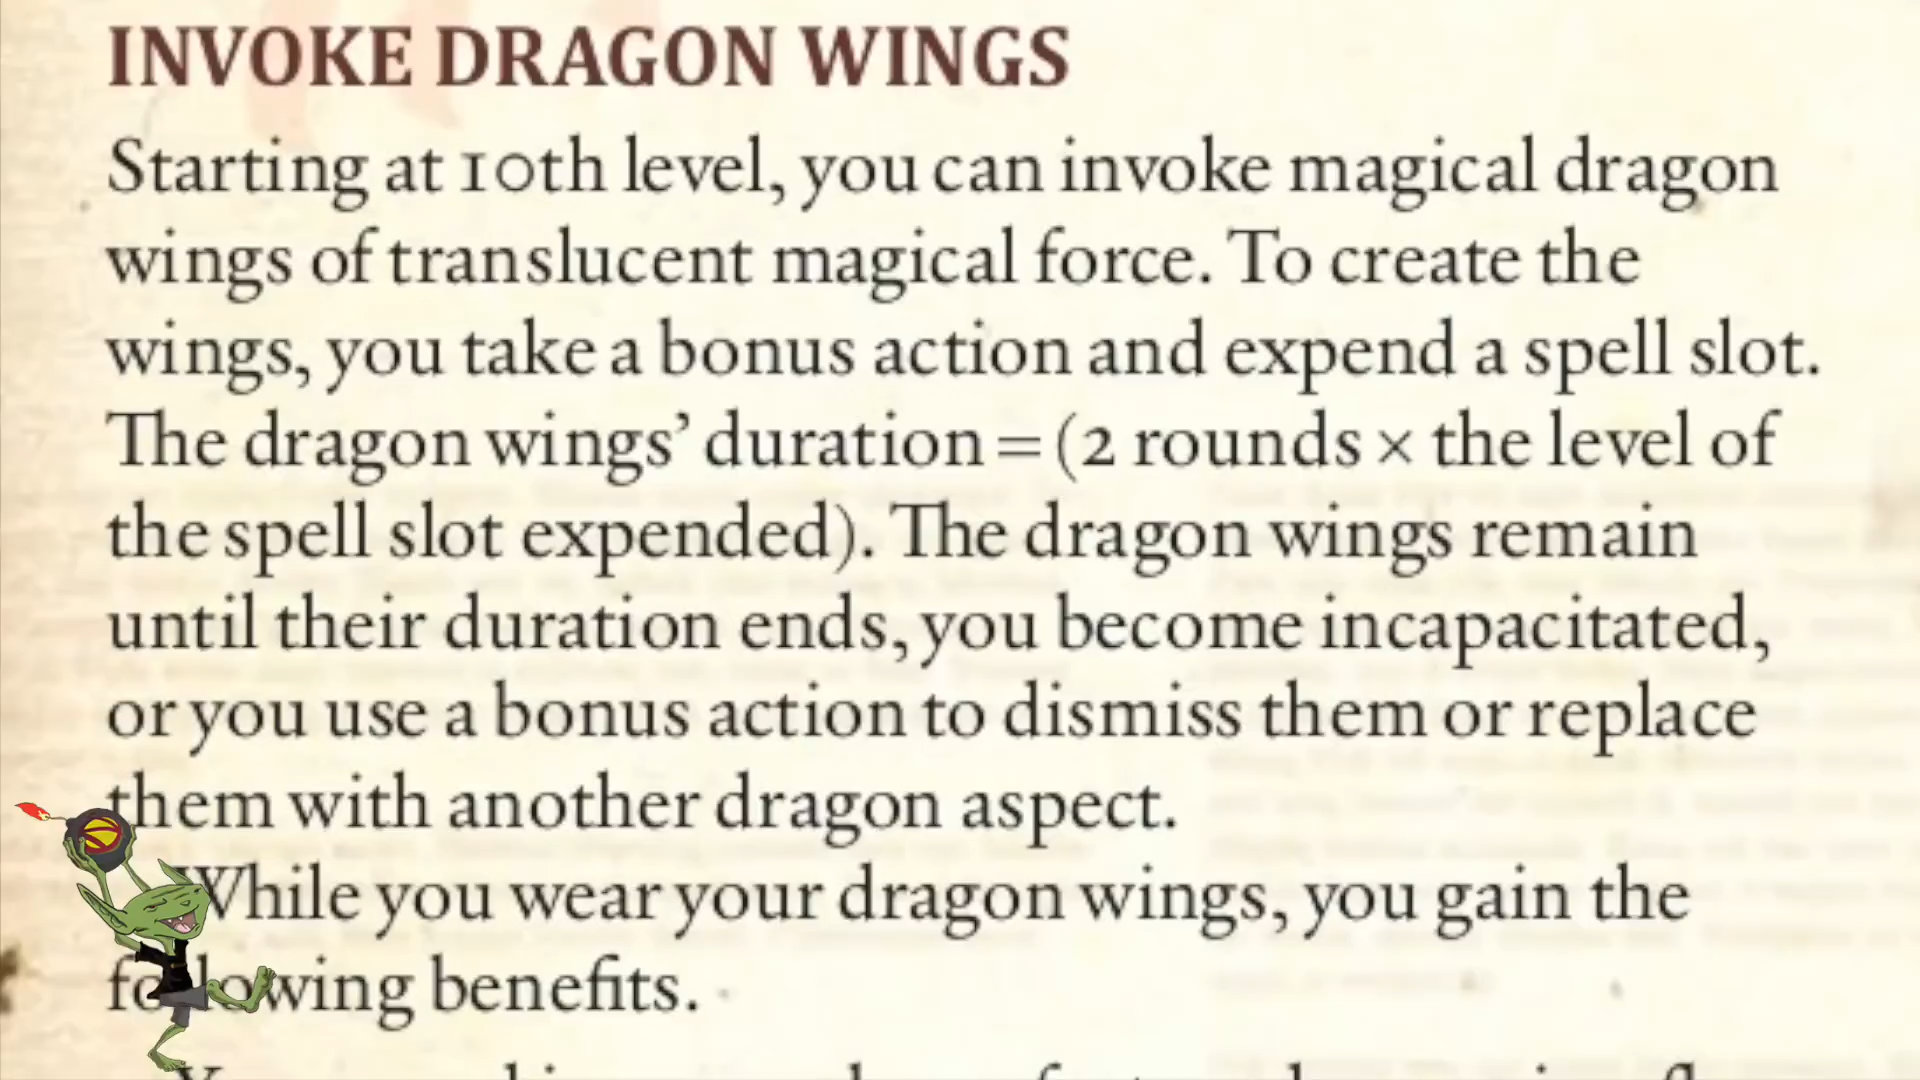 INVOKE DRAGON WINGS
Starting at 10th level, you can invoke magical dragon
wings of translucent magical force. To create the
wings, you take a bonus action and expend a spell slot.
The dragon wings’ duration = (2 rounds × the level of
the spell slot expended). The dragon wings remain
until their duration ends, you become incapacitated,
or you use a bonus action to dismiss them or replace
them with another dragon aspect.
While you wear your dragon wings, you gain the
following benefits.